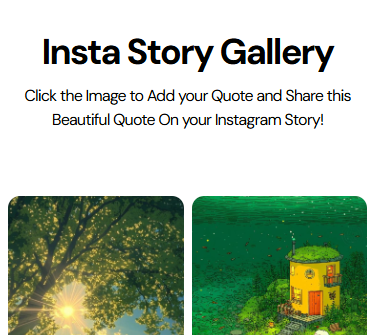 Insta Story Gallery
Click the Image to Add your Quote and Share this
Beautiful Quote On your Instagram Story!